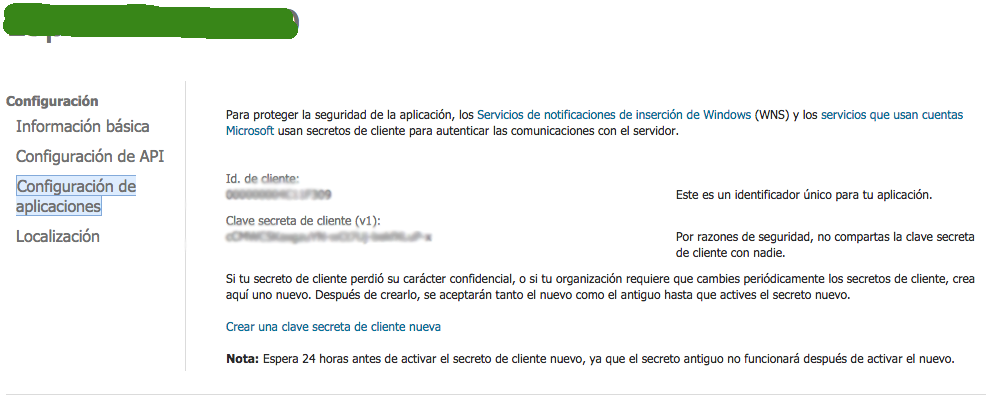 Configuración
Información básica
Configuración de API
Configuración de
aplicaciones
Localización
Para proteger la seguridad de la aplicación, los Servicios de notificaciones de inserción de Windows (WNS) y los servicios que usan cuentas
Microsoft usan secretos de cliente para autenticar las comunicaciones con el servidor.
Id. de cliente:
Este es un identificador único para tu aplicación.
Clave secreta de cliente (v1):
Por razones de seguridad, no compartas la clave secreta
de cliente con nadie.
Si tu secreto de cliente perdió su carácter confidencial, o si tu organización requiere que cambies periódicamente los secretos de cliente, crea
aquí uno nuevo. Después de crearlo, se aceptarán tanto el nuevo como el antiguo hasta que actives el secreto nuevo.
Crear una clave secreta de cliente nueva
Nota: Espera 24 horas antes de activar el secreto de cliente nuevo, ya que el secreto antiguo no funcionará después de activar el nuevo.